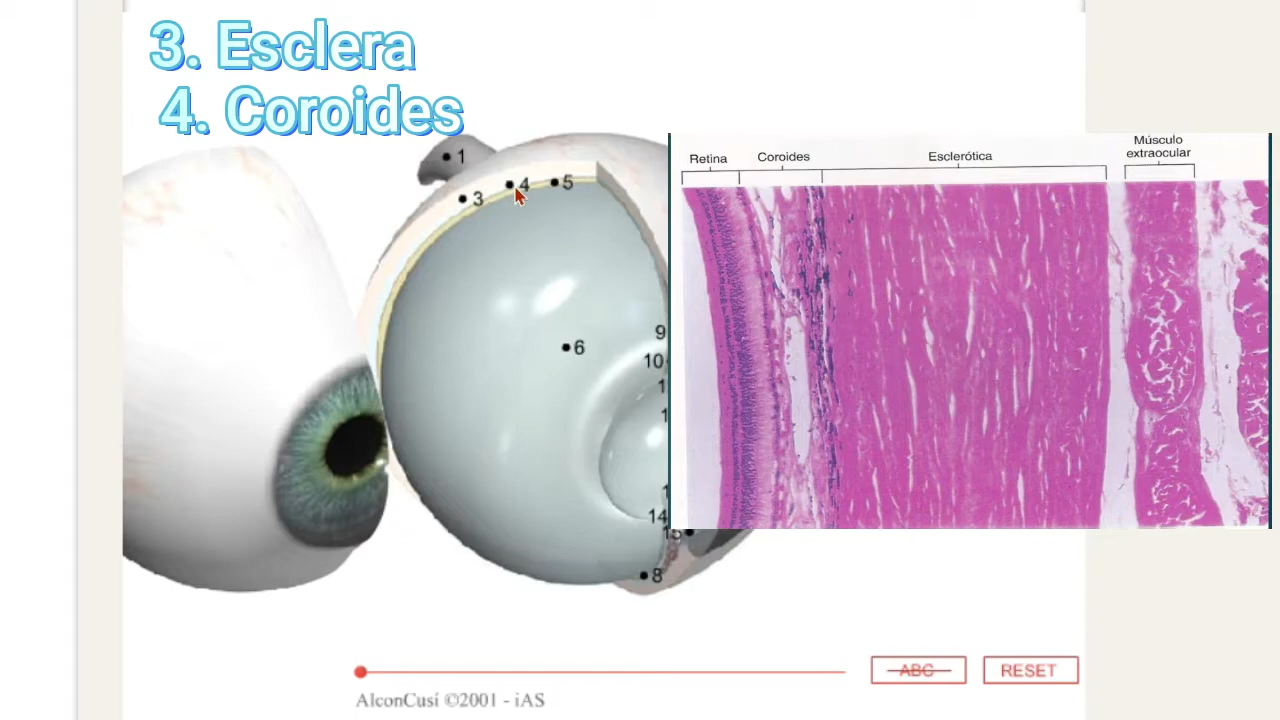 3. Esclera
4. Coroides
Retina
Coroides
Esclerótica
Músculo
extraocular
1
3
4
5
6
9
10
14
15
8
ABC
RESET
AlconCusí ©2001 - iAS